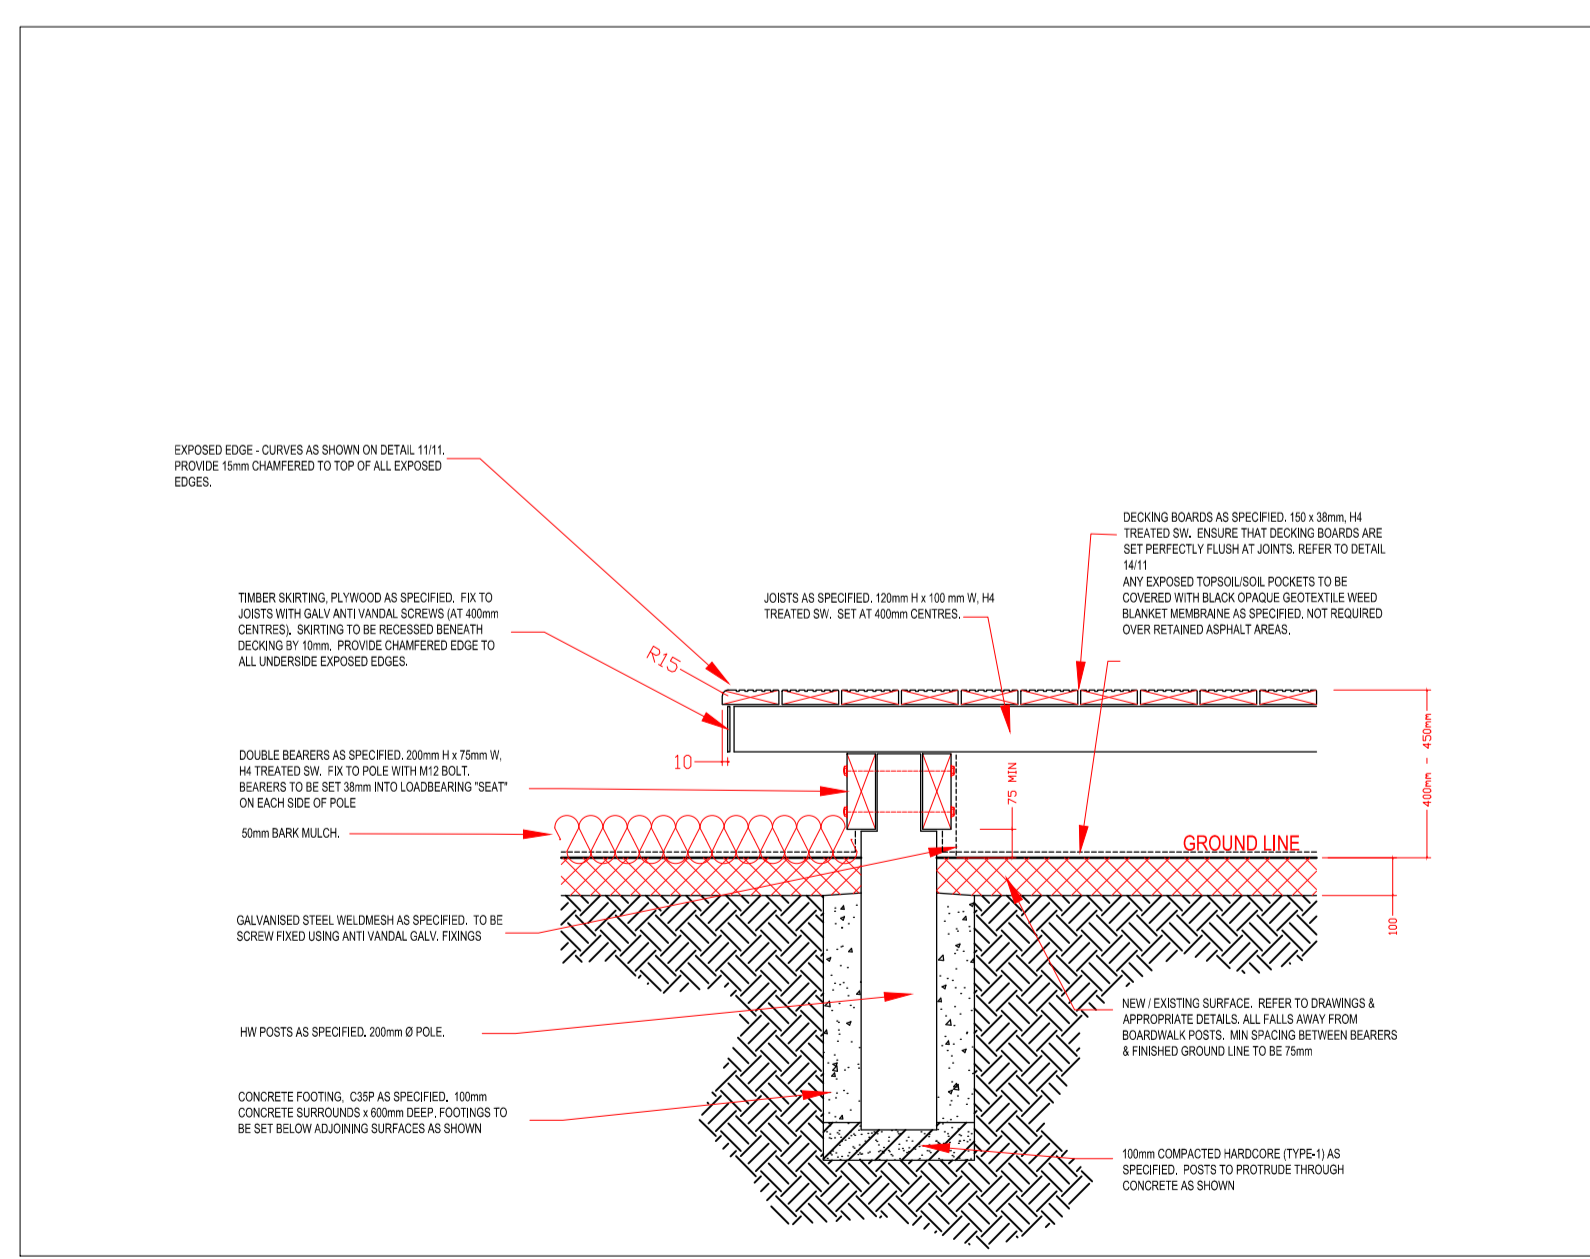 EXPOSED EDGE - CURVES AS SHOWN ON DETAIL 11/11.
PROVIDE 15mm CHAMFERED TO TOP OF ALL EXPOSED
EDGES.
DECKING BOARDS AS SPECIFIED. 150 x 38mm, H4
TREATED SW. ENSURE THAT DECKING BOARDS ARE
SET PERFECTLY FLUSH AT JOINTS. REFER TO DETAIL
14/11
ANY EXPOSED TOPSOIL/SOIL POCKETS TO BE
COVERED WITH BLACK OPAQUE GEOTEXTILE WEED
BLANKET MEMBRAINE AS SPECIFIED. NOT REQUIRED
OVER RETAINED ASPHALT AREAS.
TIMBER SKIRTING, PLYWOOD AS SPECIFIED. FIX TO
JOISTS WITH GALV ANTI VANDAL SCREWS (AT 400mm
CENTRES). SKIRTING TO BE RECESSED BENEATH
DECKING BY 10mm. PROVIDE CHAMFERED EDGE TO
ALL UNDERSIDE EXPOSED EDGES.
JOISTS AS SPECIFIED. 120mm H x 100 mm W, H4
TREATED SW. SET AT 400mm CENTRES.
R15
10
75 MIN
400mm - 450mm
DOUBLE BEARERS AS SPECIFIED. 200mm H x 75mm W,
H4 TREATED SW. FIX TO POLE WITH M12 BOLT.
BEARERS TO BE SET 38mm INTO LOADBEARING "SEAT"
ON EACH SIDE OF POLE
50mm BARK MULCH.
GROUND LINE
100
GALVANISED STEEL WELDMESH AS SPECIFIED. TO BE
SCREW FIXED USING ANTI VANDAL GALV. FIXINGS
HW POSTS AS SPECIFIED. 200mm Ø POLE.
NEW / EXISTING SURFACE. REFER TO DRAWINGS &
APPROPRIATE DETAILS. ALL FALLS AWAY FROM
BOARDWALK POSTS. MIN SPACING BETWEEN BEARERS
& FINISHED GROUND LINE TO BE 75mm
CONCRETE FOOTING, C35P AS SPECIFIED. 100mm
CONCRETE SURROUNDS x 600mm DEEP. FOOTINGS TO
BE SET BELOW ADJOINING SURFACES AS SHOWN
100mm COMPACTED HARDCORE (TYPE-1) AS
SPECIFIED. POSTS TO PROTRUDE THROUGH
CONCRETE AS SHOWN